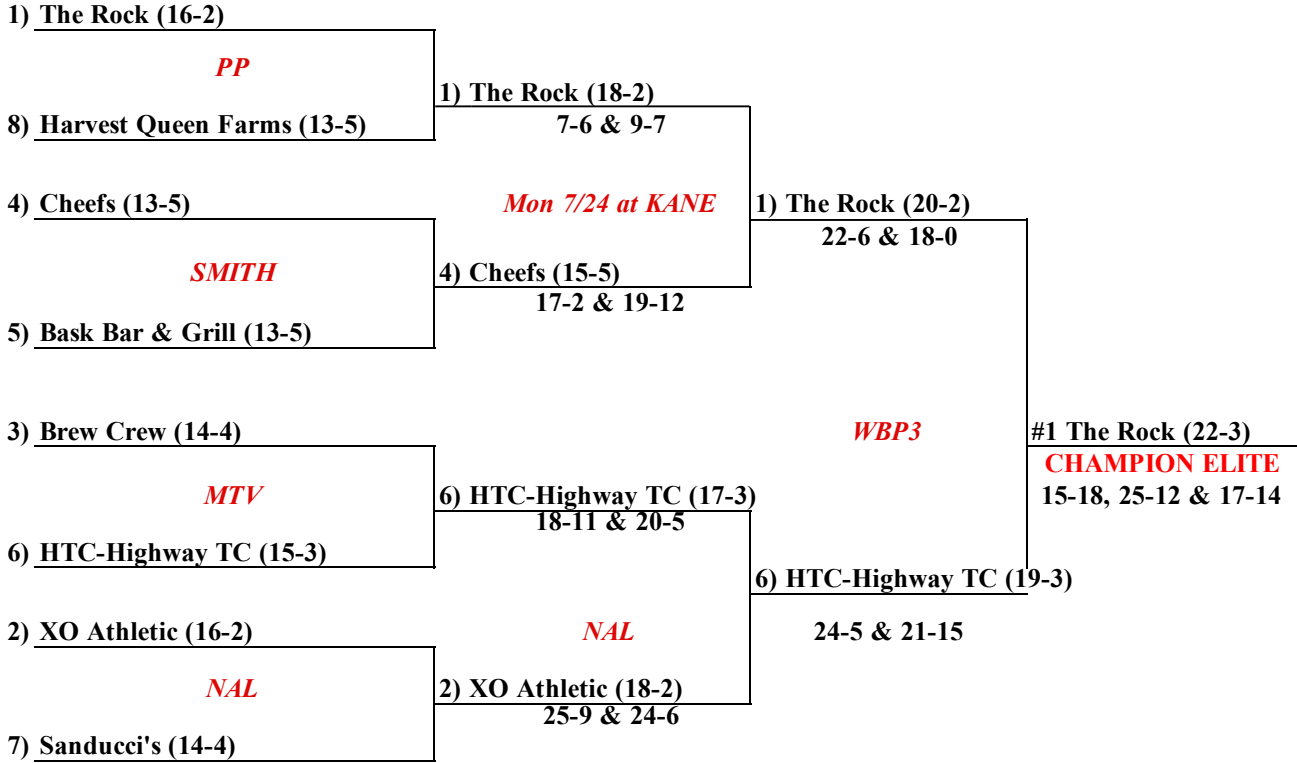 1) The Rock (16-2)
PP
1) The Rock (18-2)
8) Harvest Queen Farms (13-5)
7-6 & 9-7
4) Cheefs (13-5)
Mon 7/24 at KANE
1) The Rock (20-2)
22-6 & 18-0
SMITH
4) Cheefs (15-5)
17-2 & 19-12
5) Bask Bar & Grill (13-5)
3) Brew Crew (14-4)
WBP3
#1 The Rock (22-3)
CHAMPION ELITE
MTV
6) HTC-Highway TC (17-3)
15-18, 25-12 & 17-14
18-11 & 20-5
6) HTC-Highway TC (15-3)
6) HTC-Highway TC (19-3)
2) XO Athletic (16-2)
NAL
24-5 & 21-15
NAL
2) XO Athletic (18-2)
25-9 & 24-6
7) Sanducci's (14-4)